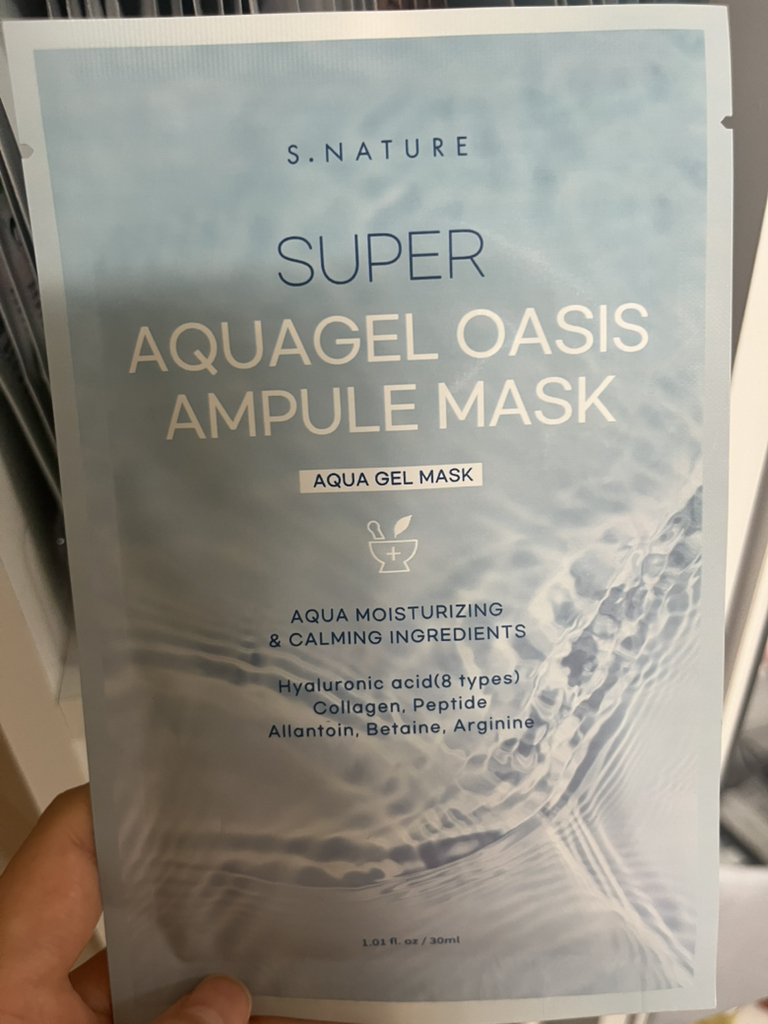 S.NATURE
SUPER
AQUAGEL OASIS
AMPULE MASK
AQUA GEL MASK
AQUA MOISTURIZING
& CALMING INGREDIENTS
Hyaluronic acid(8 types)
Collagen, Peptide
Allantoin, Betaine, Arginine
1.01 fl. oz / 30ml